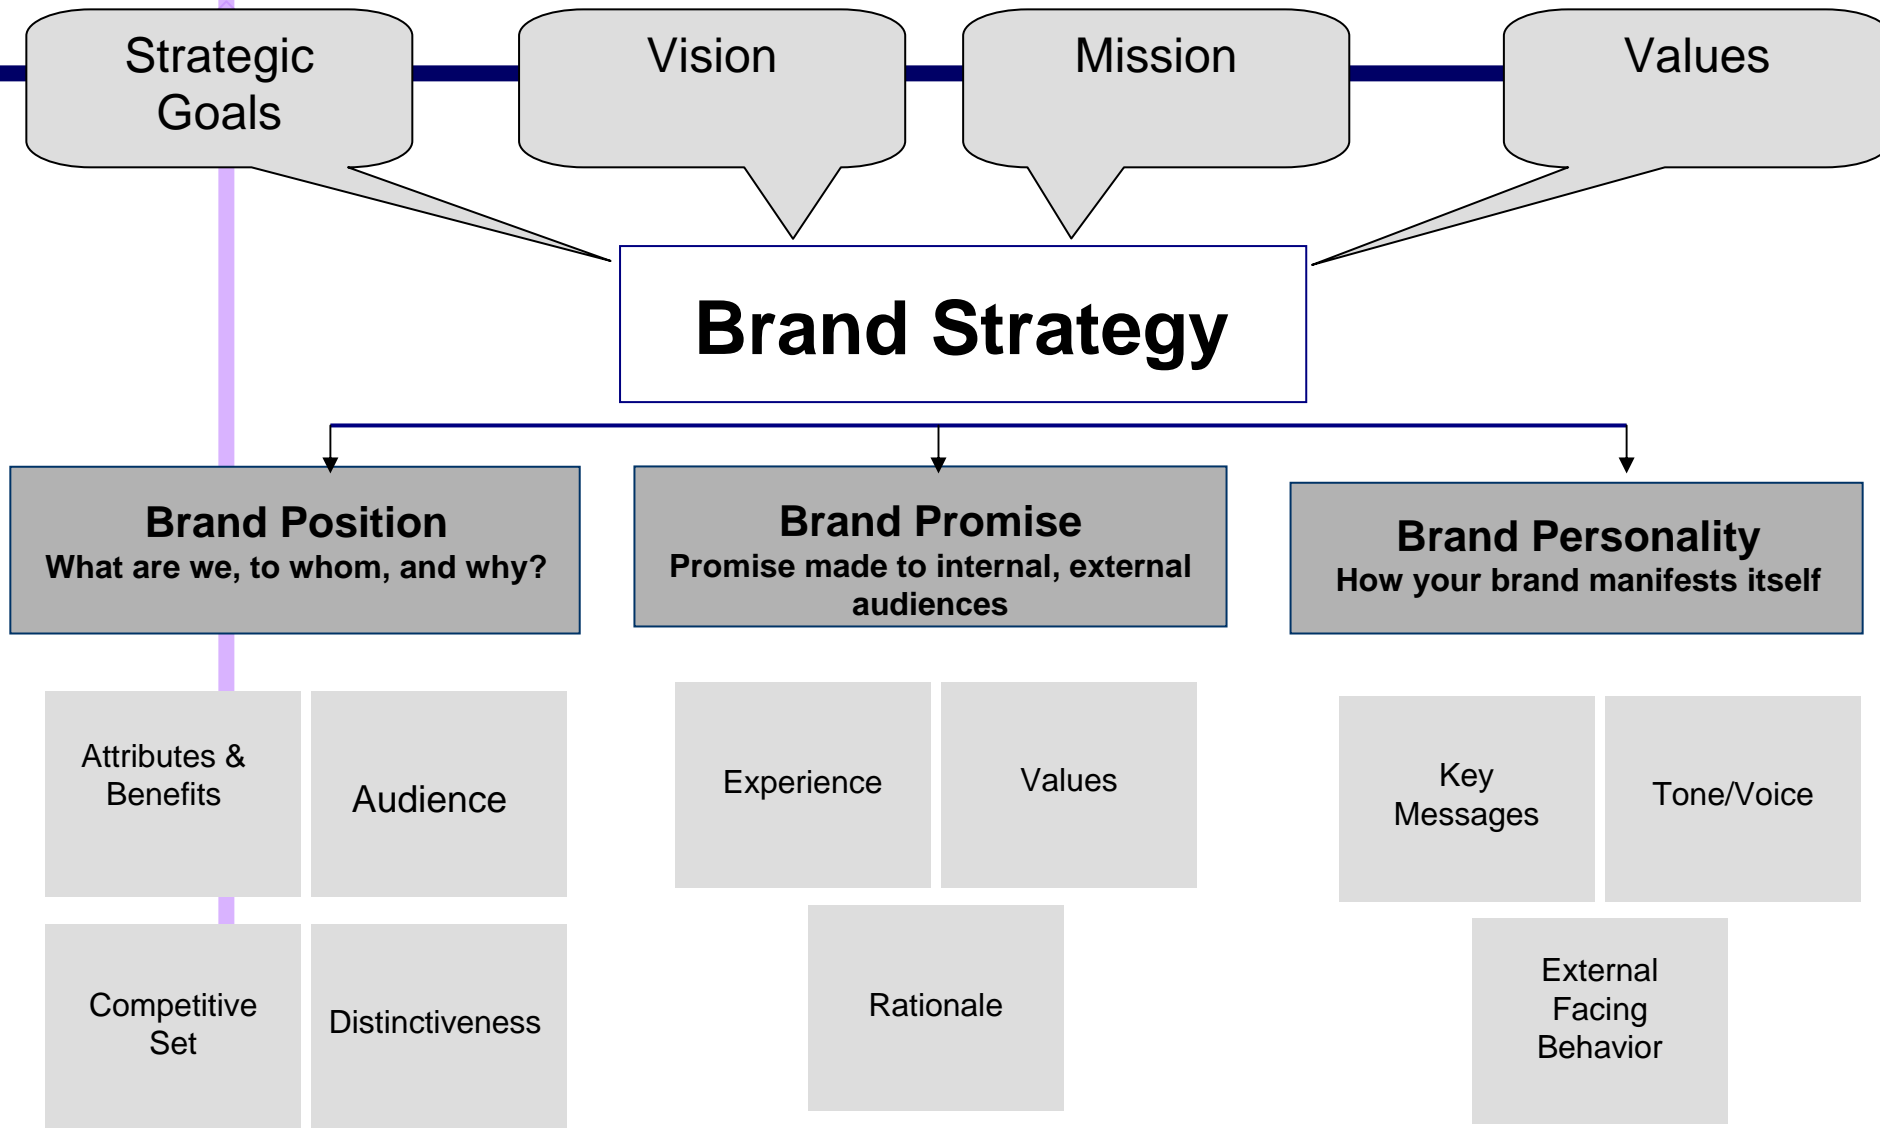 Strategic
Goals
Vision
Mission
Values
Brand Strategy
Brand Position
What are we, to whom, and why?
Brand Promise
Promise made to internal, external
audiences
Brand Personality
How your brand manifests itself
Attributes &
Benefits
Audience
Experience
Values
Key
Messages
Tone/Voice
Competitive
Set
Distinctiveness
Rationale
External
Facing
Behavior